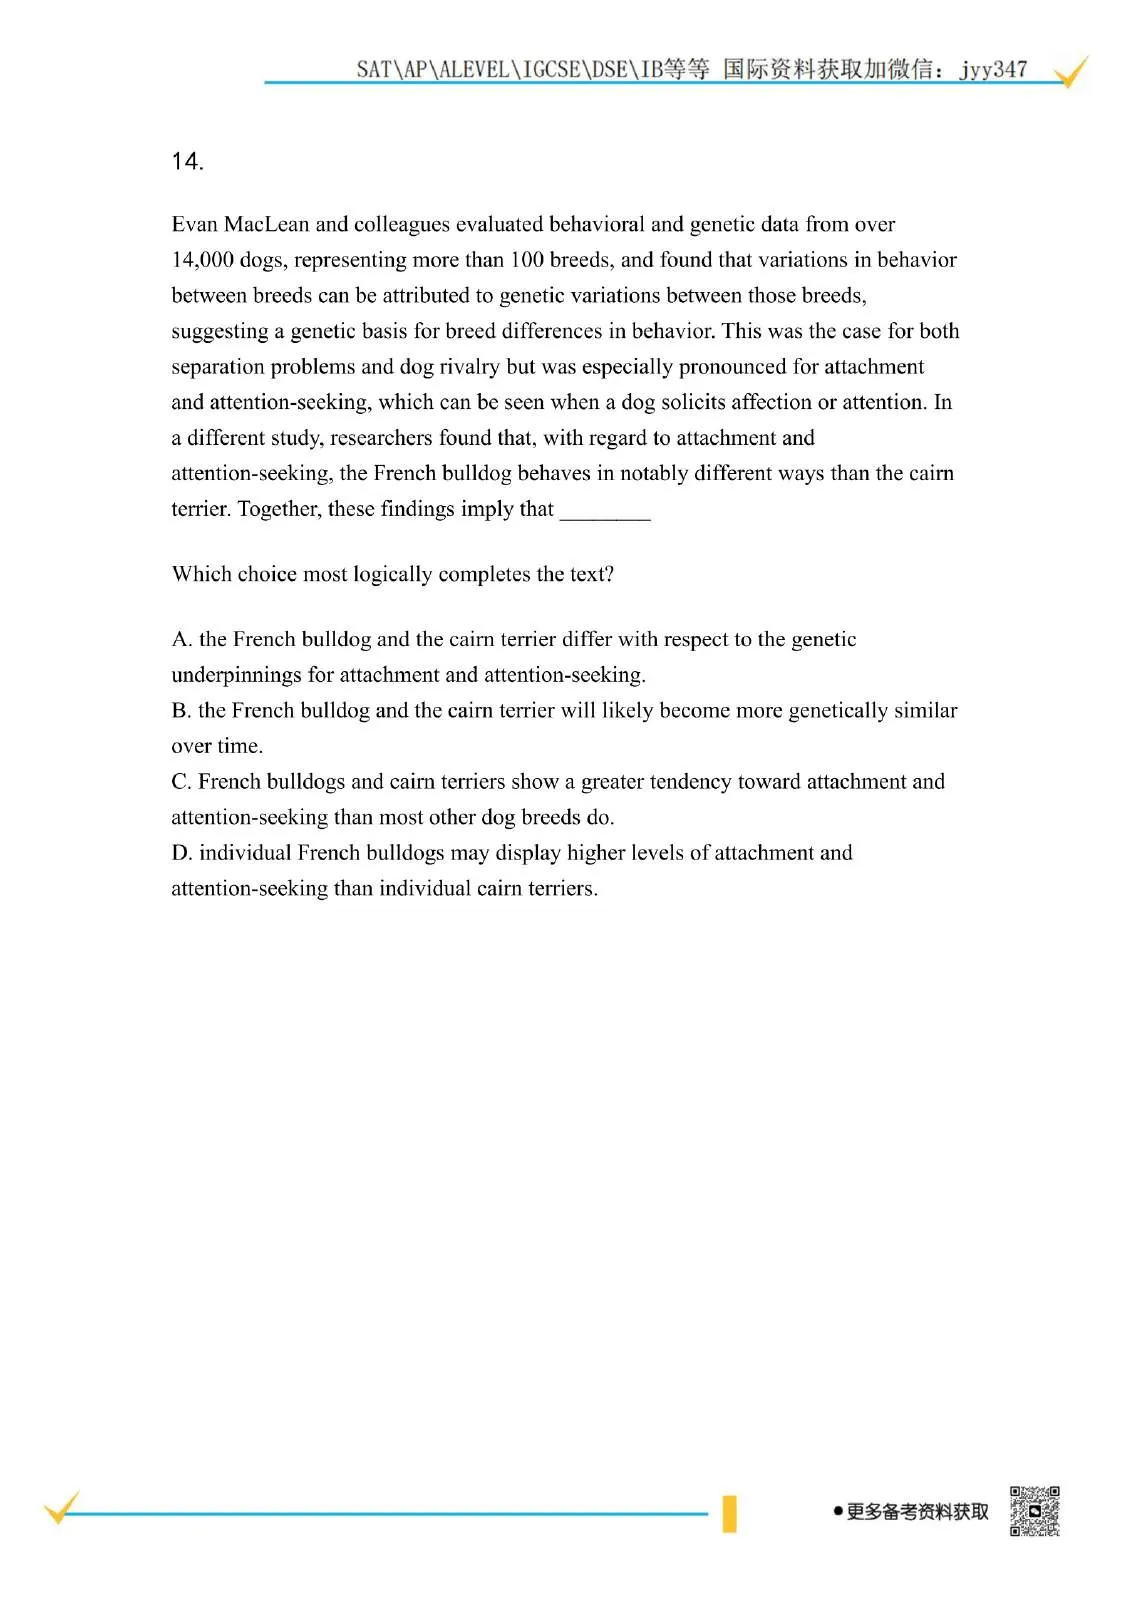 SAT\AP\ALEVEL\IGCSE\DSE\IB等等 国际资料获取加微信：jyy347
14.
Evan MacLean and colleagues evaluated behavioral and genetic data from over
14,000 dogs, representing more than 100 breeds, and found that variations in behavior
between breeds can be attributed to genetic variations between those breeds,
suggesting a genetic basis for breed differences in behavior. This was the case for both
separation problems and dog rivalry but was especially pronounced for attachment
and attention-seeking, which can be seen when a dog solicits affection or attention. In
a different study, researchers found that, with regard to attachment and
attention-seeking, the French bulldog behaves in notably different ways than the cairn
terrier. Together, these findings imply that ________
Which choice most logically completes the text?
A. the French bulldog and the cairn terrier differ with respect to the genetic
underpinnings for attachment and attention-seeking.
B. the French bulldog and the cairn terrier will likely become more genetically similar
over time.
C. French bulldogs and cairn terriers show a greater tendency toward attachment and
attention-seeking than most other dog breeds do.
D. individual French bulldogs may display higher levels of attachment and
attention-seeking than individual cairn terriers.
●更多备考资料获取